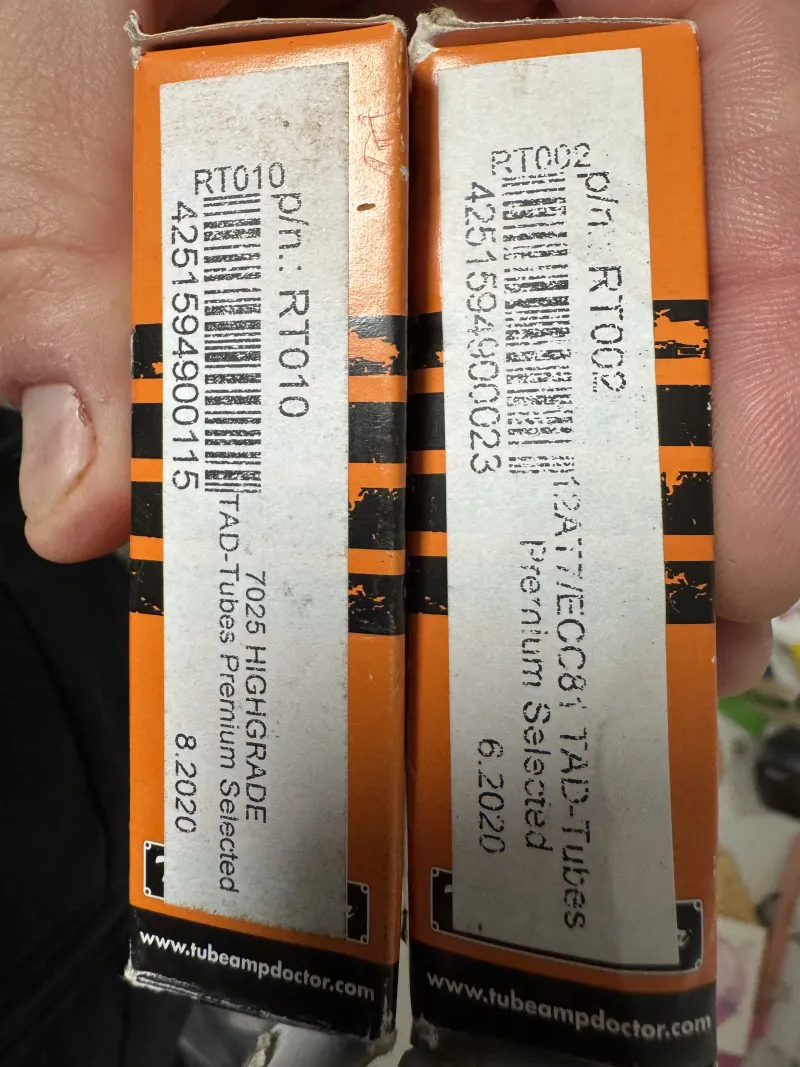 RT010
4251594900115
p/n.: RT010
7025 HIGHGRADE
TAD-Tubes Premium Selected
8.2020
www.tubeampdoctor.com
RT002
4251594900023
p/n.: RT002
12AT7/ECC81 TAD-Tubes
Premium Selected
6.2020
www.tubeampdoctor.com